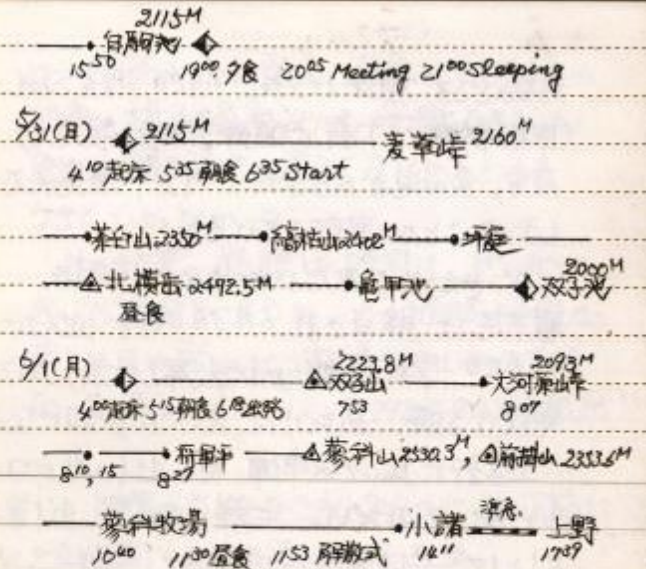 2115M
白駒池
15 50 19 00 夕食 20 05 Meeting 21 00 Sleeping
5/31(日) 2115M 麦草峠 2160M
4 10 起床 5 35 朝食 6 35 Start
茶臼山 2350M 縞枯山 2402M 坪庭
北横岳 2492.5M 亀甲池 双子池 2000M
昼食
6/1(月) 双子山 2223.8M 大河原峠 2093M
4 00 起床 5 15 朝食 6 18 出発 7 53 8 07
将軍平 蓼科山 2530.3M, 前掛山 2353.6M
8 10, 15 8 27
蓼科牧場 小諸 上野
10 40 11 30 昼食 11 53 解散式 14 11 17 39